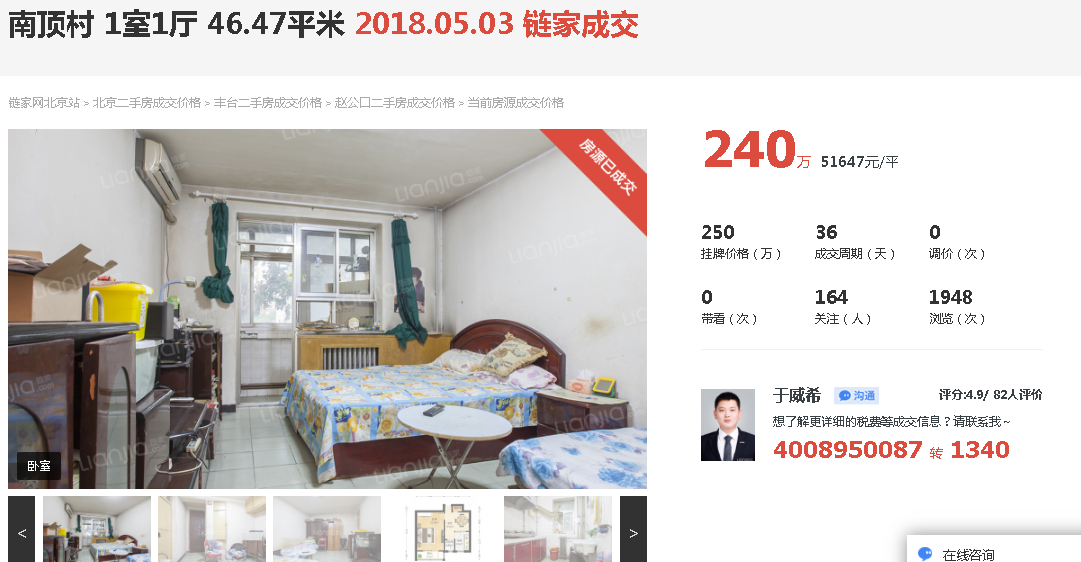 南顶村 1室1厅 46.47平米 2018.05.03 链家成交
链家网北京站 > 北京二手房成交价格 > 丰台二手房成交价格 > 赵公口二手房成交价格 > 当前房源成交价格
房源已成交
Lianjia
卧室
< >
240万 51647元/平
250 36 0
挂牌价格（万） 成交周期（天） 调价（次）
0 164 1948
带看（次） 关注（人） 浏览（次）
于威希 沟通 评分:4.9/ 82人评价
想了解更详细的税费等成交信息？请联系我~
4008950087 转 1340
在线咨询